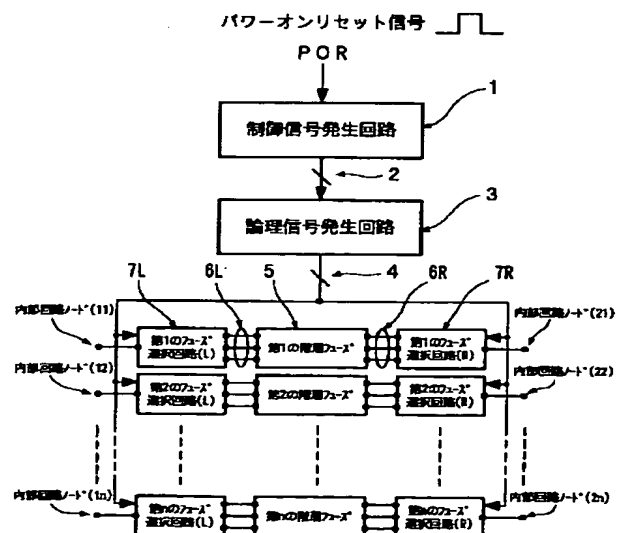 パワーオンリセット信号
POR
1
制御信号発生回路
2
論理信号発生回路
3
4
7L
6L
5
6R
7R
内部回路ノード(11)
第1のフューズ
選択回路(L)
第1の階層フューズ
第1のフューズ
選択回路(R)
内部回路ノード(21)
内部回路ノード(12)
第2のフューズ
選択回路(L)
第2の階層フューズ
第2のフューズ
選択回路(R)
内部回路ノード(22)
内部回路ノード(1n)
第nのフューズ
選択回路(L)
第nの階層フューズ
第nのフューズ
選択回路(R)
内部回路ノード(2n)